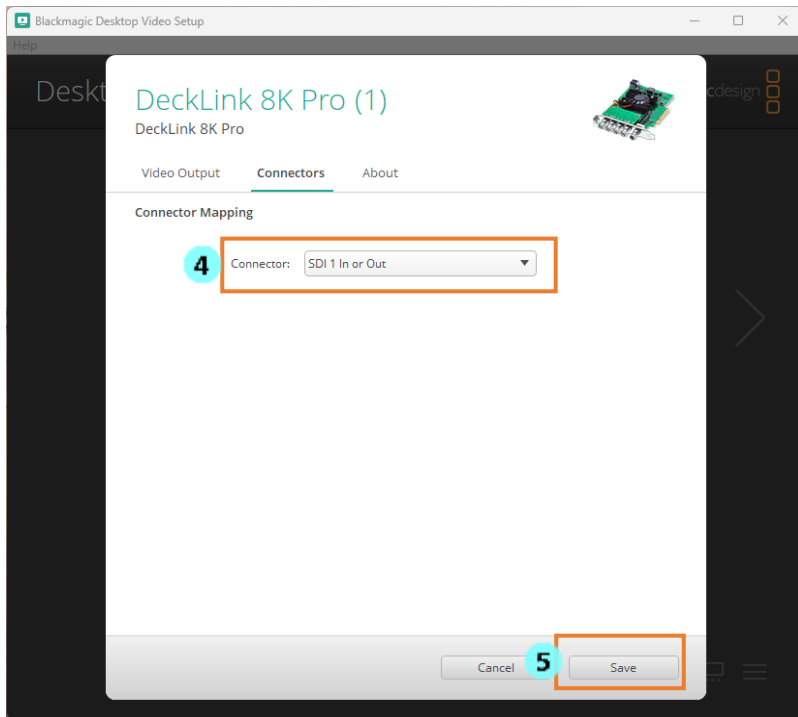 Blackmagic Desktop Video Setup
Help
Deskt
cdesign
DeckLink 8K Pro (1)
DeckLink 8K Pro
Video Output Connectors About
Connector Mapping
4 Connector: SDI 1 In or Out
Cancel 5 Save